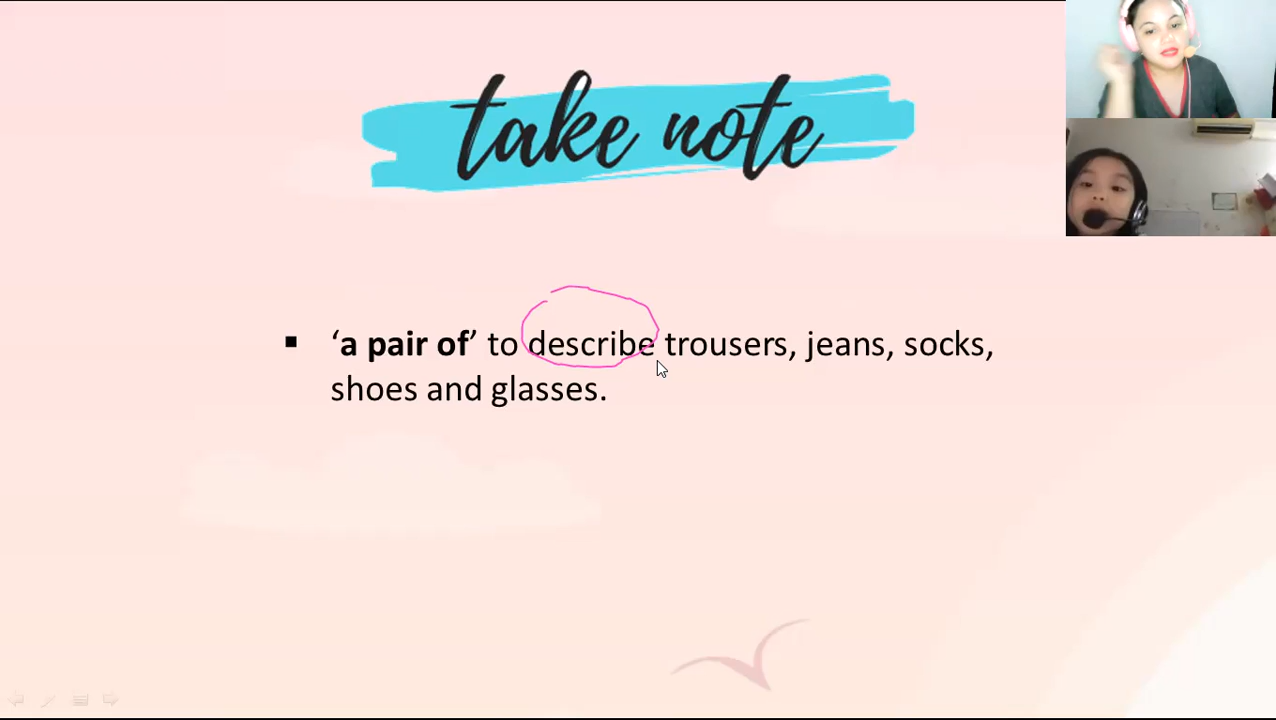 take note
▪ ‘a pair of’ to describe trousers, jeans, socks,
shoes and glasses.